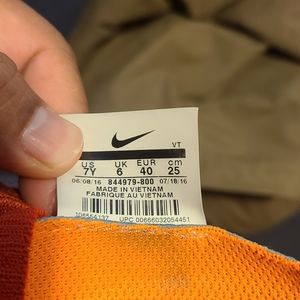 VT
US UK EUR cm
7Y 6 40 25
06/08/16 844979-800 07/18/16
MADE IN VIETNAM
FABRIQUE AU VIETNAM
UPC 00666032054451